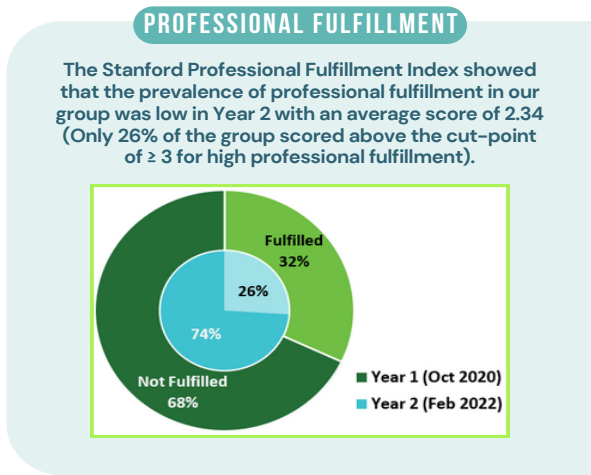 PROFESSIONAL FULFILLMENT
The Stanford Professional Fulfillment Index showed
that the prevalence of professional fulfillment in our
group was low in Year 2 with an average score of 2.34
(Only 26% of the group scored above the cut-point
of ≥ 3 for high professional fulfillment).
Fulfilled
32%
26%
74%
Not Fulfilled
68%
Year 1 (Oct 2020)
Year 2 (Feb 2022)